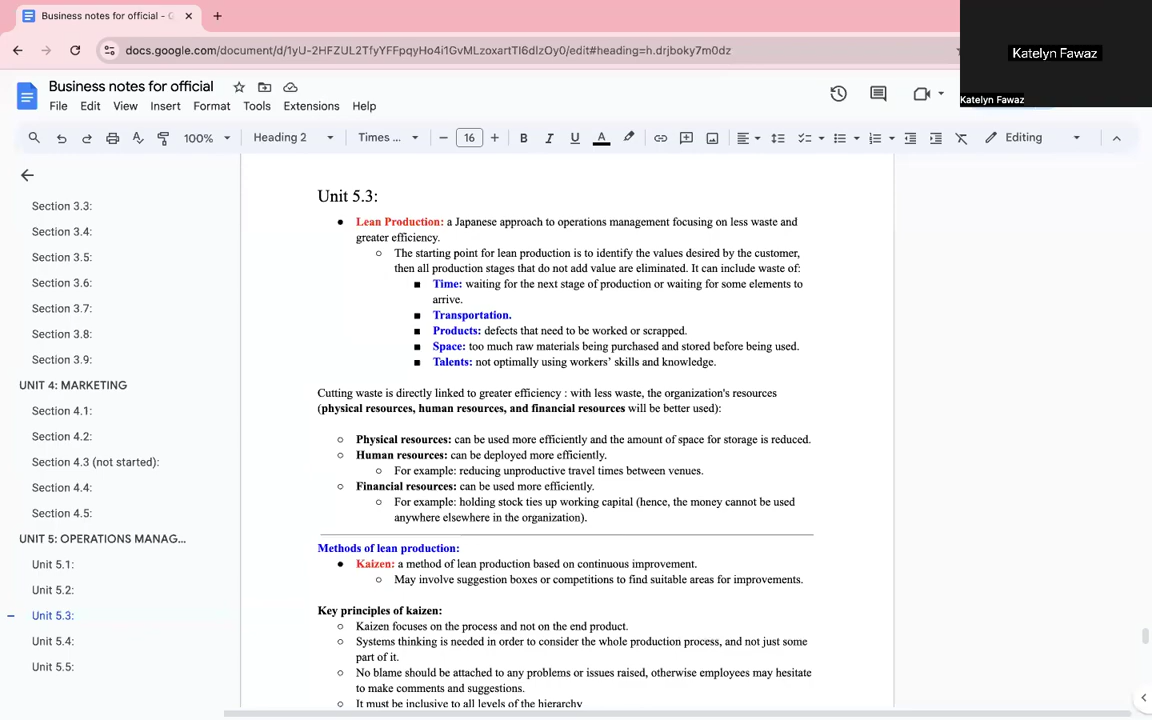 Business notes for official - G
docs.google.com/document/d/1yU-2HFZUL2TfyYFFpqyHo4i1GvMLzoxartTI6dIzOy0/edit#heading=h.drjboky7m0dz
Katelyn Fawaz
Katelyn Fawaz
Business notes for official
File Edit View Insert Format Tools Extensions Help
100% Heading 2 Times ... 16 B I U A Editing
Section 3.3:
Section 3.4:
Section 3.5:
Section 3.6:
Section 3.7:
Section 3.8:
Section 3.9:
UNIT 4: MARKETING
Section 4.1:
Section 4.2:
Section 4.3 (not started):
Section 4.4:
Section 4.5:
UNIT 5: OPERATIONS MANAG...
Unit 5.1:
Unit 5.2:
Unit 5.3:
Unit 5.4:
Unit 5.5:
Unit 5.3:
Lean Production: a Japanese approach to operations management focusing on less waste and
greater efficiency.
The starting point for lean production is to identify the values desired by the customer,
then all production stages that do not add value are eliminated. It can include waste of:
Time: waiting for the next stage of production or waiting for some elements to
arrive.
Transportation.
Products: defects that need to be worked or scrapped.
Space: too much raw materials being purchased and stored before being used.
Talents: not optimally using workers' skills and knowledge.
Cutting waste is directly linked to greater efficiency : with less waste, the organization's resources
(physical resources, human resources, and financial resources will be better used):
Physical resources: can be used more efficiently and the amount of space for storage is reduced.
Human resources: can be deployed more efficiently.
For example: reducing unproductive travel times between venues.
Financial resources: can be used more efficiently.
For example: holding stock ties up working capital (hence, the money cannot be used
anywhere elsewhere in the organization).
Methods of lean production:
Kaizen: a method of lean production based on continuous improvement.
May involve suggestion boxes or competitions to find suitable areas for improvements.
Key principles of kaizen:
Kaizen focuses on the process and not on the end product.
Systems thinking is needed in order to consider the whole production process, and not just some
part of it.
No blame should be attached to any problems or issues raised, otherwise employees may hesitate
to make comments and suggestions.
It must be inclusive to all levels of the hierarchy